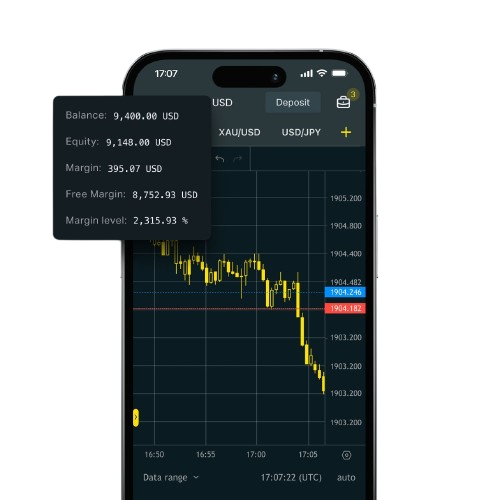 17:07
Balance: 9,400.00 USD
Equity: 9,148.00 USD
Margin: 395.07 USD
Free Margin: 8,752.93 USD
Margin level: 2,315.93 %
USD
Deposit
3
XAU/USD
USD/JPY
+
1905.200
1904.800
1904.400
1904.482
1904.246
1904.182
1903.200
1903.200
1903.200
1903.200
16:50
16:55
17:00
17:05
Data range
17:07:22 (UTC)
auto